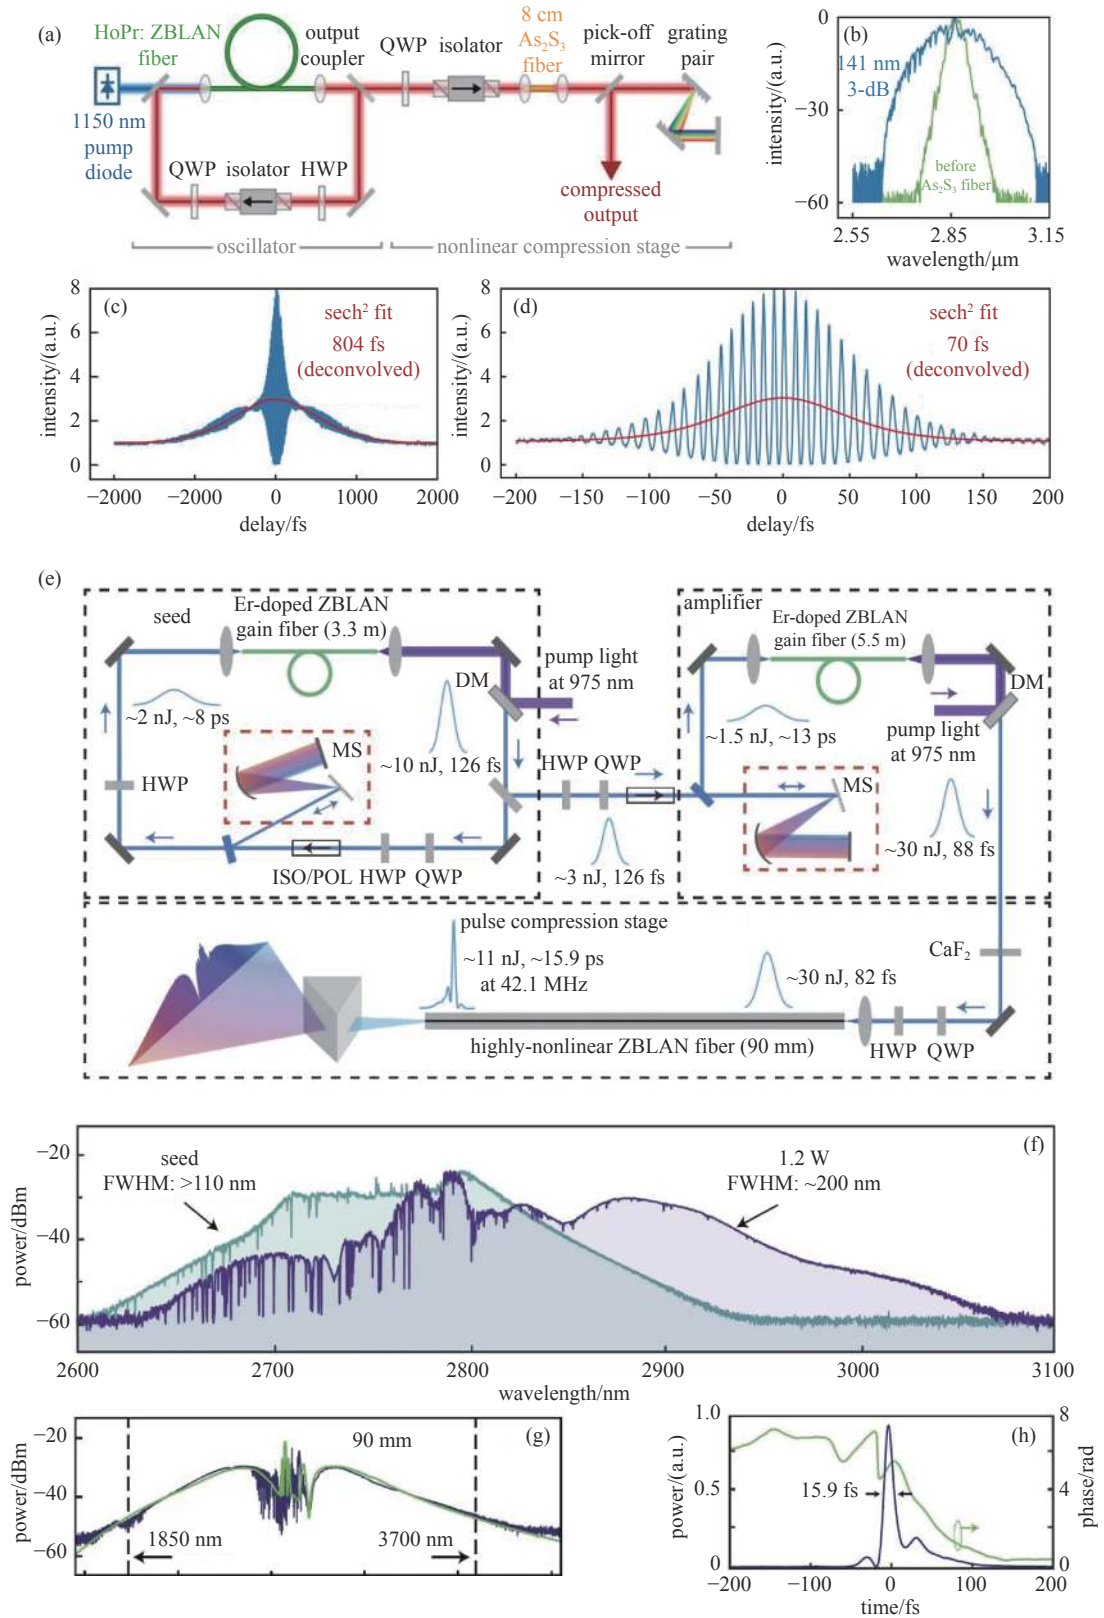 (a)
HoPr: ZBLAN
fiber
output
coupler
QWP isolator
8 cm
As₂S₃
fiber
pick-off
mirror
grating
pair
1150 nm
pump
diode
QWP isolator HWP
compressed
output
oscillator
nonlinear compression stage
(b)
141 nm
3-dB
before
As₂S₃ fiber
intensity/(a.u.)
0
−30
−60
2.55 2.85 3.15
wavelength/μm
(c)
sech² fit
804 fs
(deconvolved)
intensity/(a.u.)
8
6
4
2
0
−2000 −1000 0 1000 2000
delay/fs
(d)
sech² fit
70 fs
(deconvolved)
intensity/(a.u.)
8
6
4
2
0
−200 −150 −100 −50 0 50 100 150 200
delay/fs
(e)
seed
Er-doped ZBLAN
gain fiber (3.3 m)
DM
pump light
at 975 nm
~2 nJ, ~8 ps
MS
~10 nJ, 126 fs
HWP
ISO/POL HWP QWP
HWP QWP
~3 nJ, 126 fs
amplifier
Er-doped ZBLAN
gain fiber (5.5 m)
DM
pump light
at 975 nm
~1.5 nJ, ~13 ps
MS
~30 nJ, 88 fs
pulse compression stage
~11 nJ, ~15.9 ps
at 42.1 MHz
~30 nJ, 82 fs
CaF₂
highly-nonlinear ZBLAN fiber (90 mm)
HWP QWP
(f)
seed
FWHM: >110 nm
1.2 W
FWHM: ~200 nm
power/dBm
−20
−40
−60
2600 2700 2800 2900 3000 3100
wavelength/nm
(g)
90 mm
1850 nm
3700 nm
power/dBm
−20
−40
−60
(h)
15.9 fs
power/(a.u.)
1.0
0.5
0
phase/rad
8
4
0
−200 −100 0 100 200
time/fs